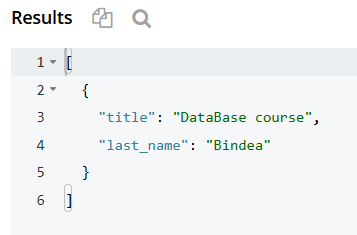 Results
1 [
2 {
3 "title": "DataBase course",
4 "last_name": "Bindea"
5 }
6 ]